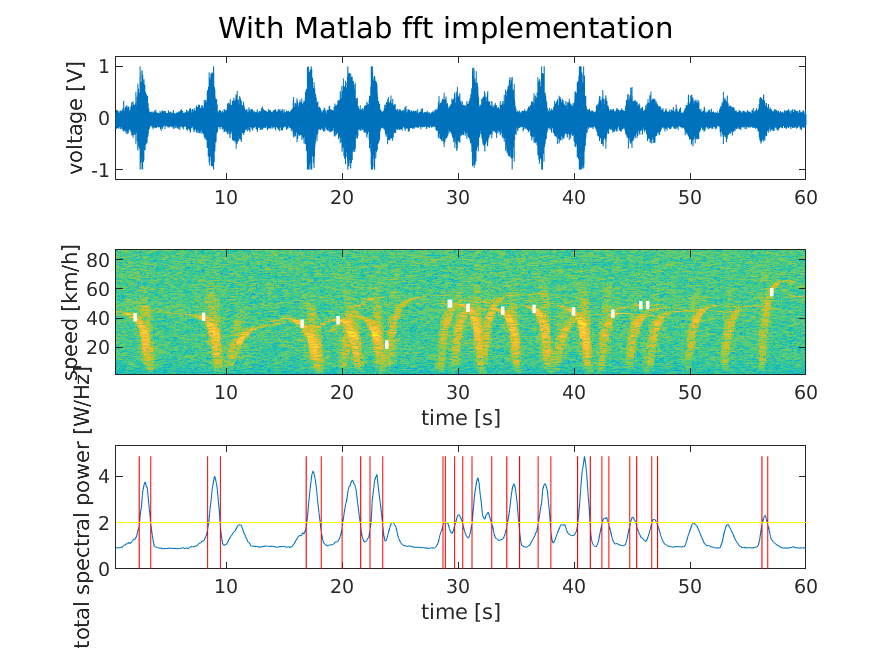 With Matlab fft implementation
voltage [V]
1
0
-1
10 20 30 40 50 60
speed [km/h]
80
60
40
20
10 20 30 40 50 60
time [s]
total spectral power [W/Hz]
4
2
0
10 20 30 40 50 60
time [s]